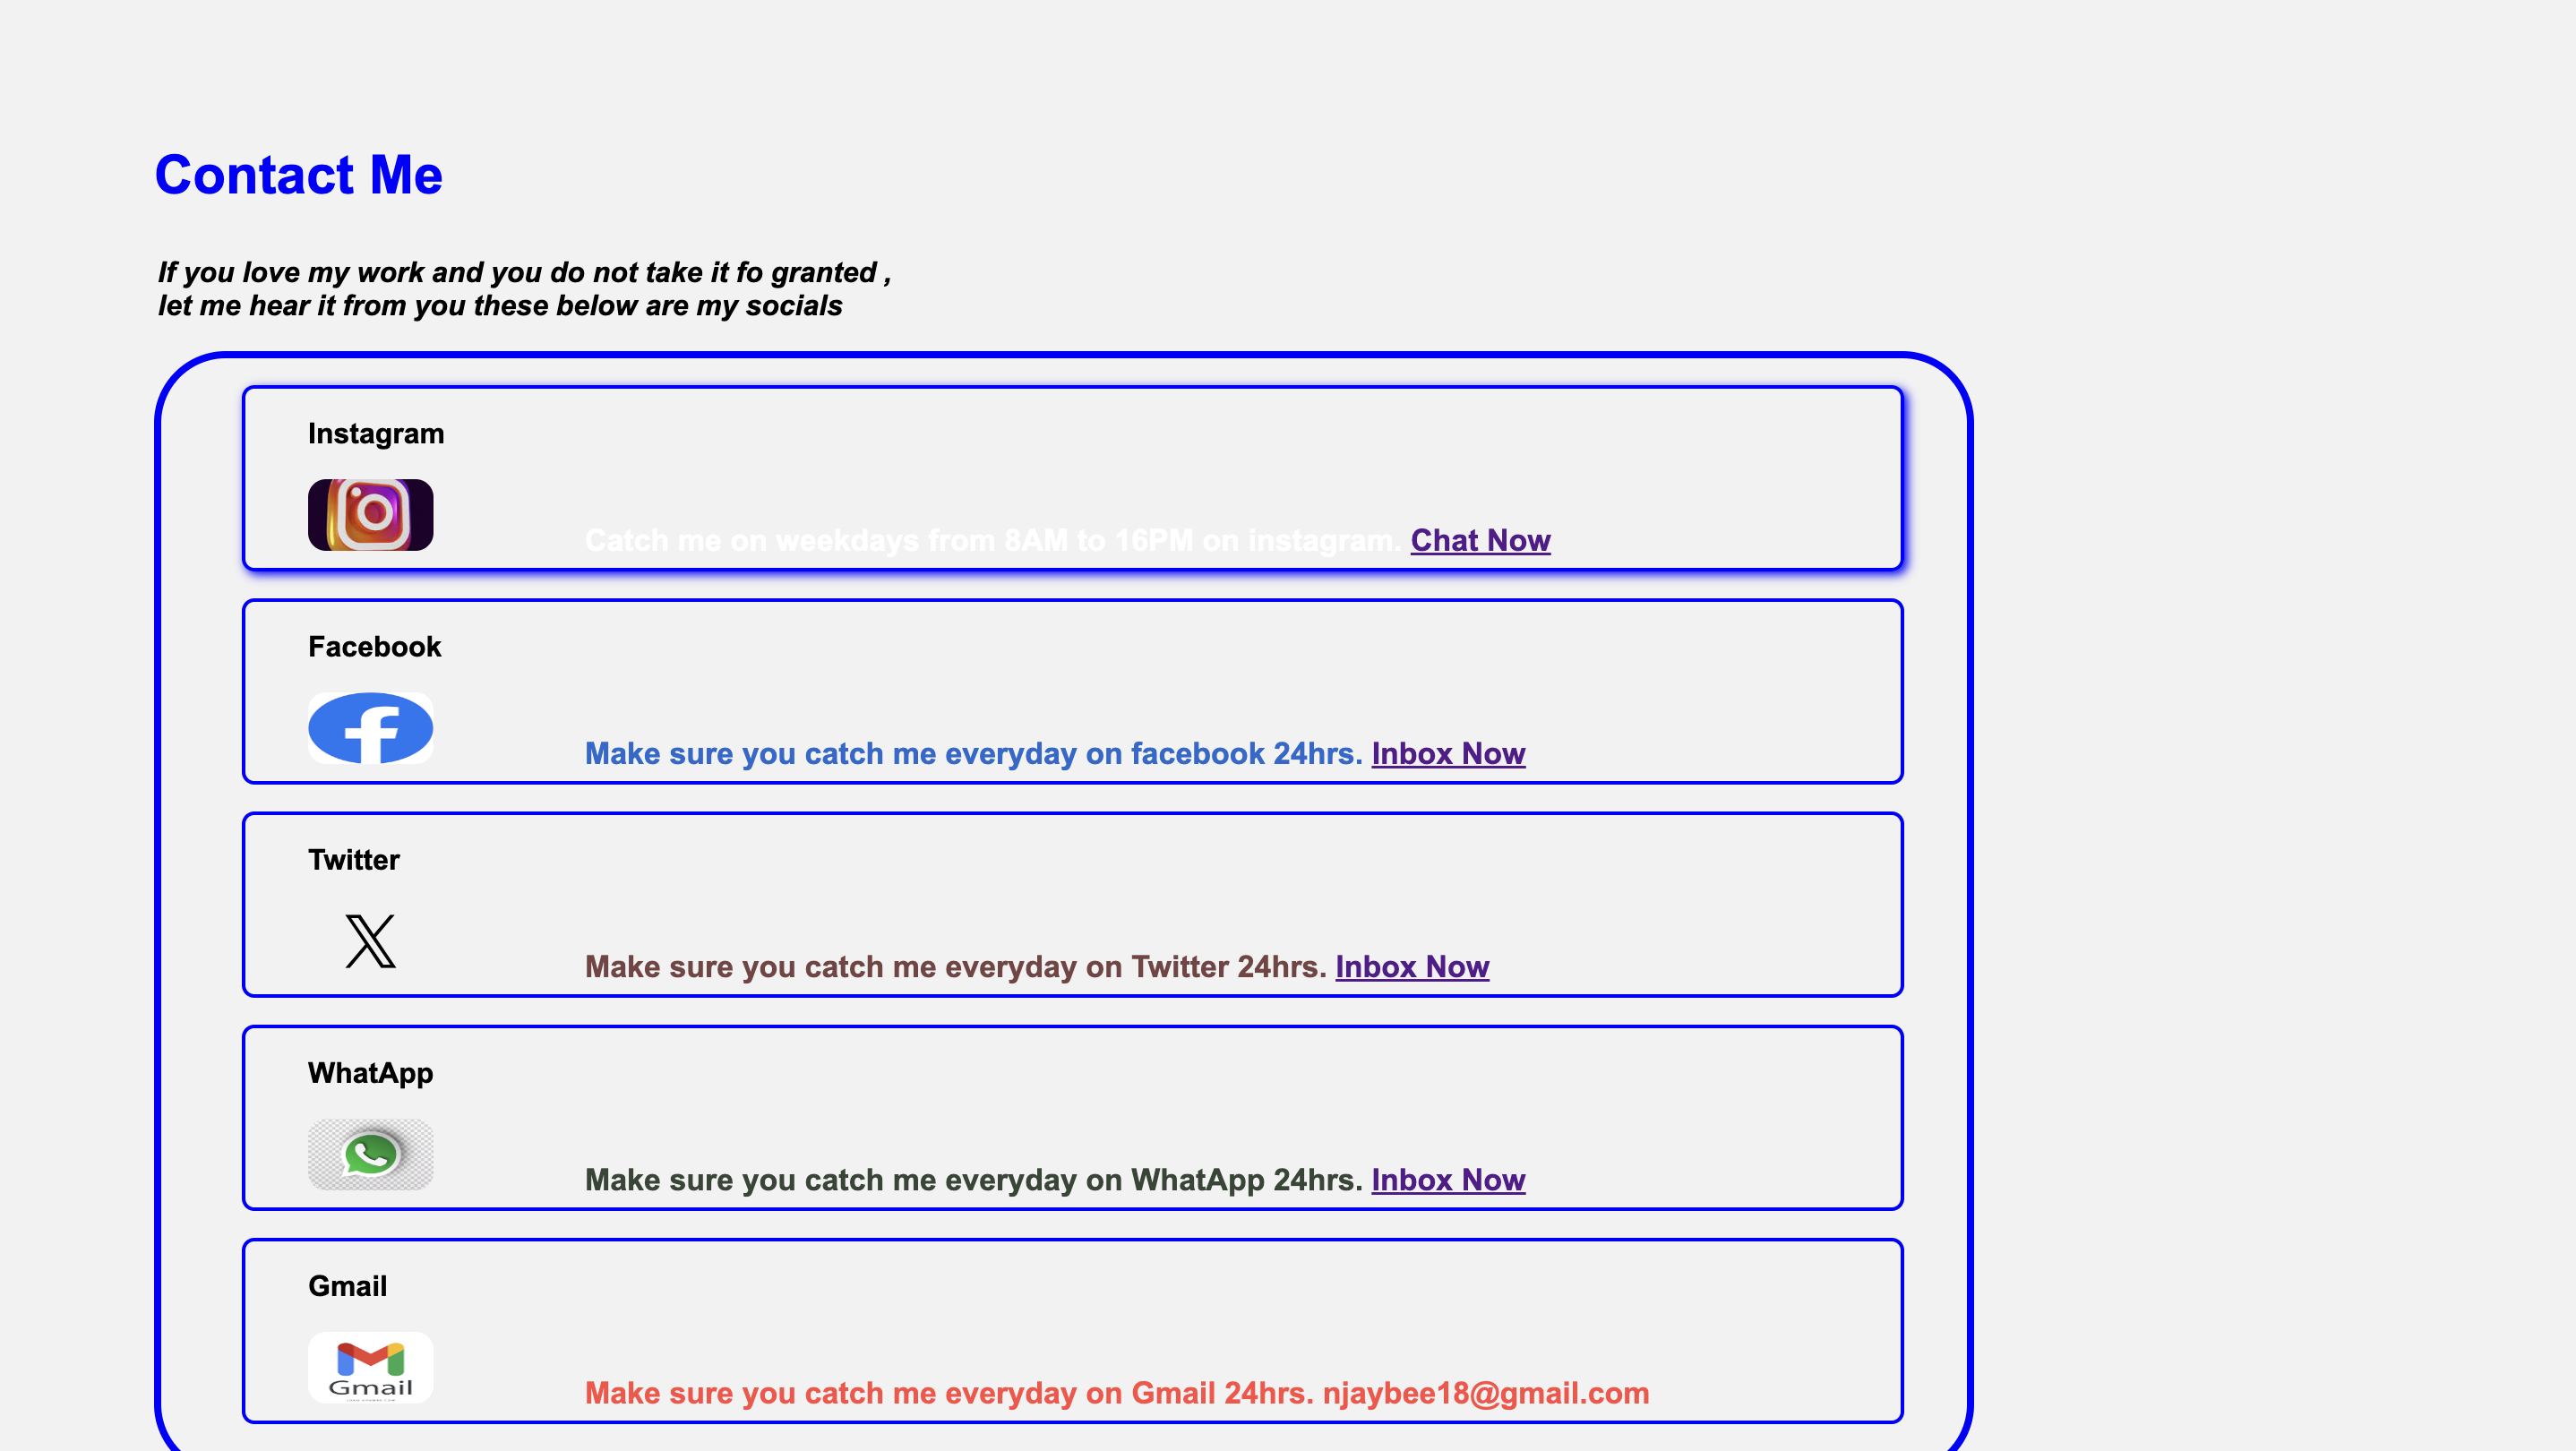 Contact Me
If you love my work and you do not take it fo granted ,
let me hear it from you these below are my socials
Instagram
Catch me on weekdays from 8AM to 16PM on instagram. Chat Now
Facebook
Make sure you catch me everyday on facebook 24hrs. Inbox Now
Twitter
Make sure you catch me everyday on Twitter 24hrs. Inbox Now
WhatApp
Make sure you catch me everyday on WhatApp 24hrs. Inbox Now
Gmail
Gmail
Make sure you catch me everyday on Gmail 24hrs. njaybee18@gmail.com